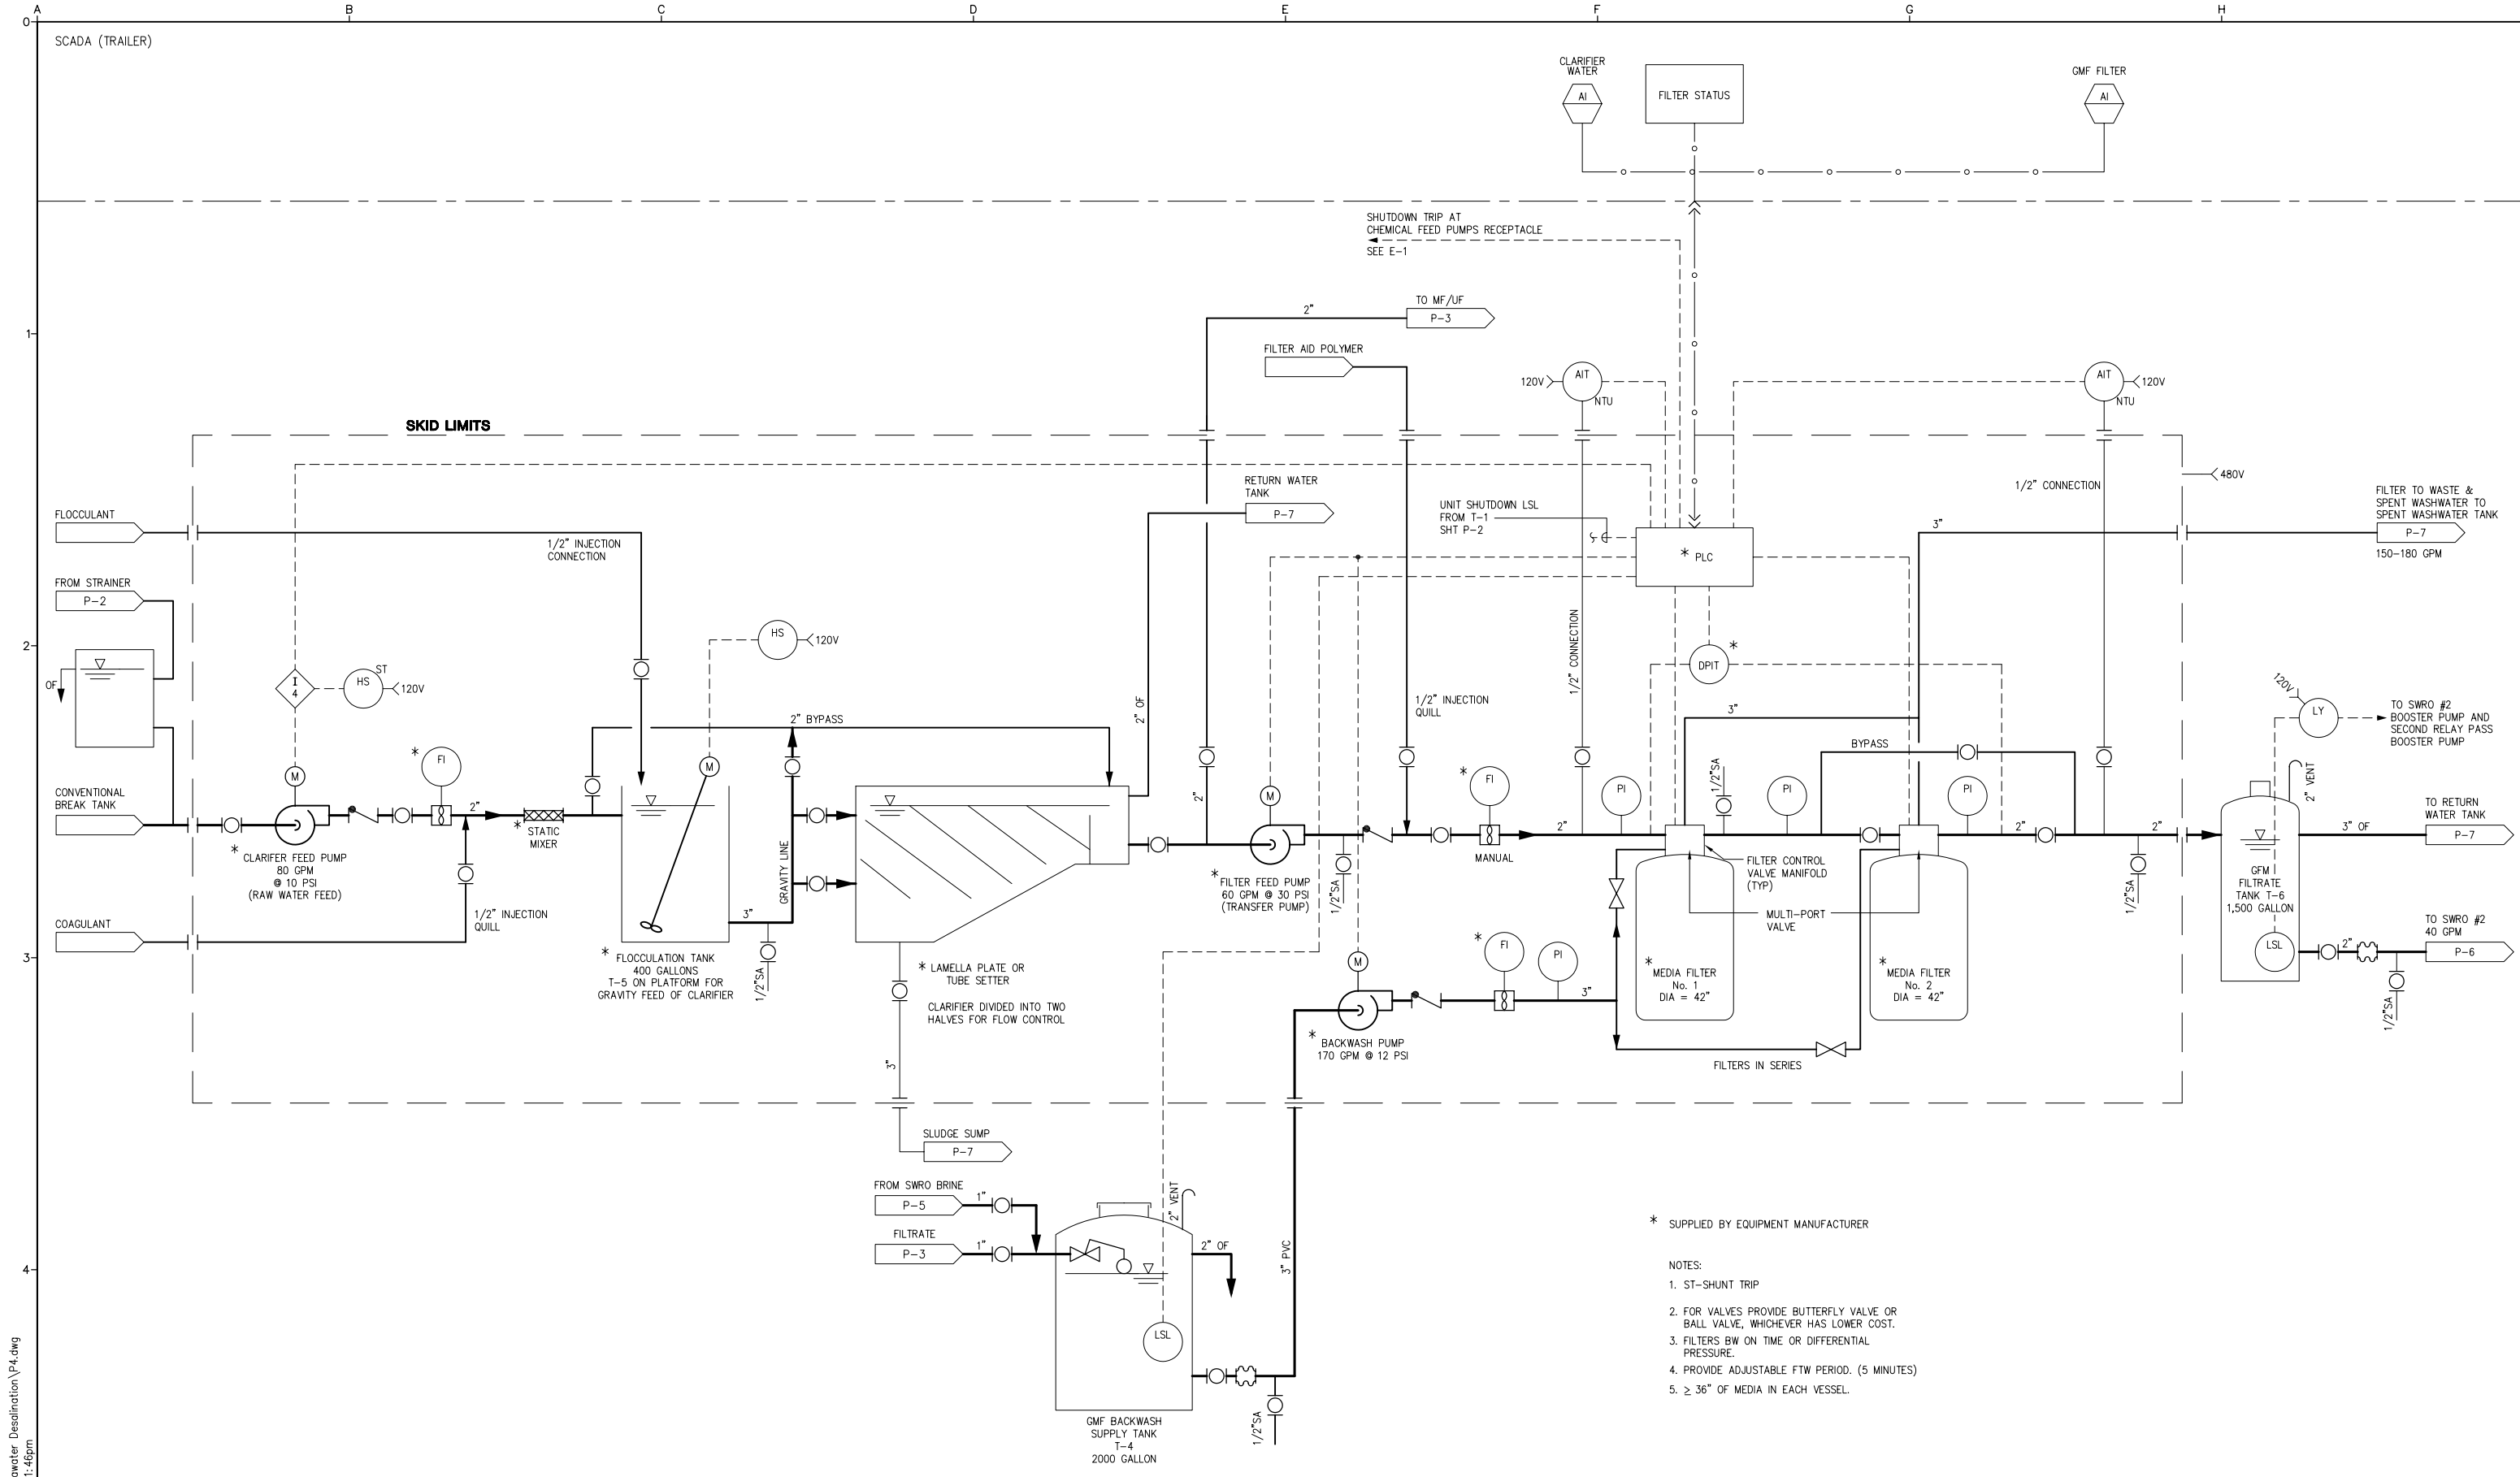 A B C D E F G H
0
SCADA (TRAILER)
CLARIFIER
WATER
AI
FILTER STATUS
GMF FILTER
AI
SHUTDOWN TRIP AT
CHEMICAL FEED PUMPS RECEPTACLE
SEE E-1
1
2"
TO MF/UF
P-3
FILTER AID POLYMER
120V
AIT
NTU
AIT
120V
NTU
SKID LIMITS
480V
1/2" CONNECTION
RETURN WATER
TANK
P-7
UNIT SHUTDOWN LSL
FROM T-1
SHT P-2
FILTER TO WASTE &
SPENT WASHWATER TO
SPENT WASHWATER TANK
P-7
150-180 GPM
3"
FLOCCULANT
1/2" INJECTION
CONNECTION
* PLC
FROM STRAINER
P-2
2
OF
I
4
HS
ST
120V
HS
120V
1/2" CONNECTION
DPIT
*
2" BYPASS
2" OF
1/2" INJECTION
QUILL
3"
BYPASS
120V
LY
TO SWRO #2
BOOSTER PUMP AND
SECOND RELAY PASS
BOOSTER PUMP
M
*
FI
M
2"
M
*
FI
PI
1/2"SA
PI
PI
2" VENT
CONVENTIONAL
BREAK TANK
2"
*
STATIC
MIXER
GRAVITY LINE
MANUAL
2"
2"
2"
TO RETURN
WATER TANK
3" OF
P-7
* CLARIFER FEED PUMP
80 GPM
@ 10 PSI
(RAW WATER FEED)
* FILTER FEED PUMP
60 GPM @ 30 PSI
(TRANSFER PUMP)
1/2"SA
FILTER CONTROL
VALVE MANIFOLD
(TYP)
MULTI-PORT
VALVE
1/2"SA
GFM
FILTRATE
TANK T-6
1,500 GALLON
LSL
COAGULANT
1/2" INJECTION
QUILL
3"
TO SWRO #2
40 GPM
2"
P-6
1/2"SA
3
* FLOCCULATION TANK
400 GALLONS
T-5 ON PLATFORM FOR
GRAVITY FEED OF CLARIFIER
1/2"SA
* LAMELLA PLATE OR
TUBE SETTER
CLARIFIER DIVIDED INTO TWO
HALVES FOR FLOW CONTROL
M
*
FI
PI
3"
* MEDIA FILTER
No. 1
DIA = 42"
* MEDIA FILTER
No. 2
DIA = 42"
* BACKWASH PUMP
170 GPM @ 12 PSI
3"
FILTERS IN SERIES
SLUDGE SUMP
P-7
FROM SWRO BRINE
P-5
1"
FILTRATE
P-3
1"
2" VENT
2" OF
3" PVC
4
LSL
1/2"SA
GMF BACKWASH
SUPPLY TANK
T-4
2000 GALLON
* SUPPLIED BY EQUIPMENT MANUFACTURER
NOTES:
1. ST-SHUNT TRIP
2. FOR VALVES PROVIDE BUTTERFLY VALVE OR
BALL VALVE, WHICHEVER HAS LOWER COST.
3. FILTERS BW ON TIME OR DIFFERENTIAL
PRESSURE.
4. PROVIDE ADJUSTABLE FTW PERIOD. (5 MINUTES)
5. ≥ 36" OF MEDIA IN EACH VESSEL.
awater Desalination\P4.dwg
1:46pm